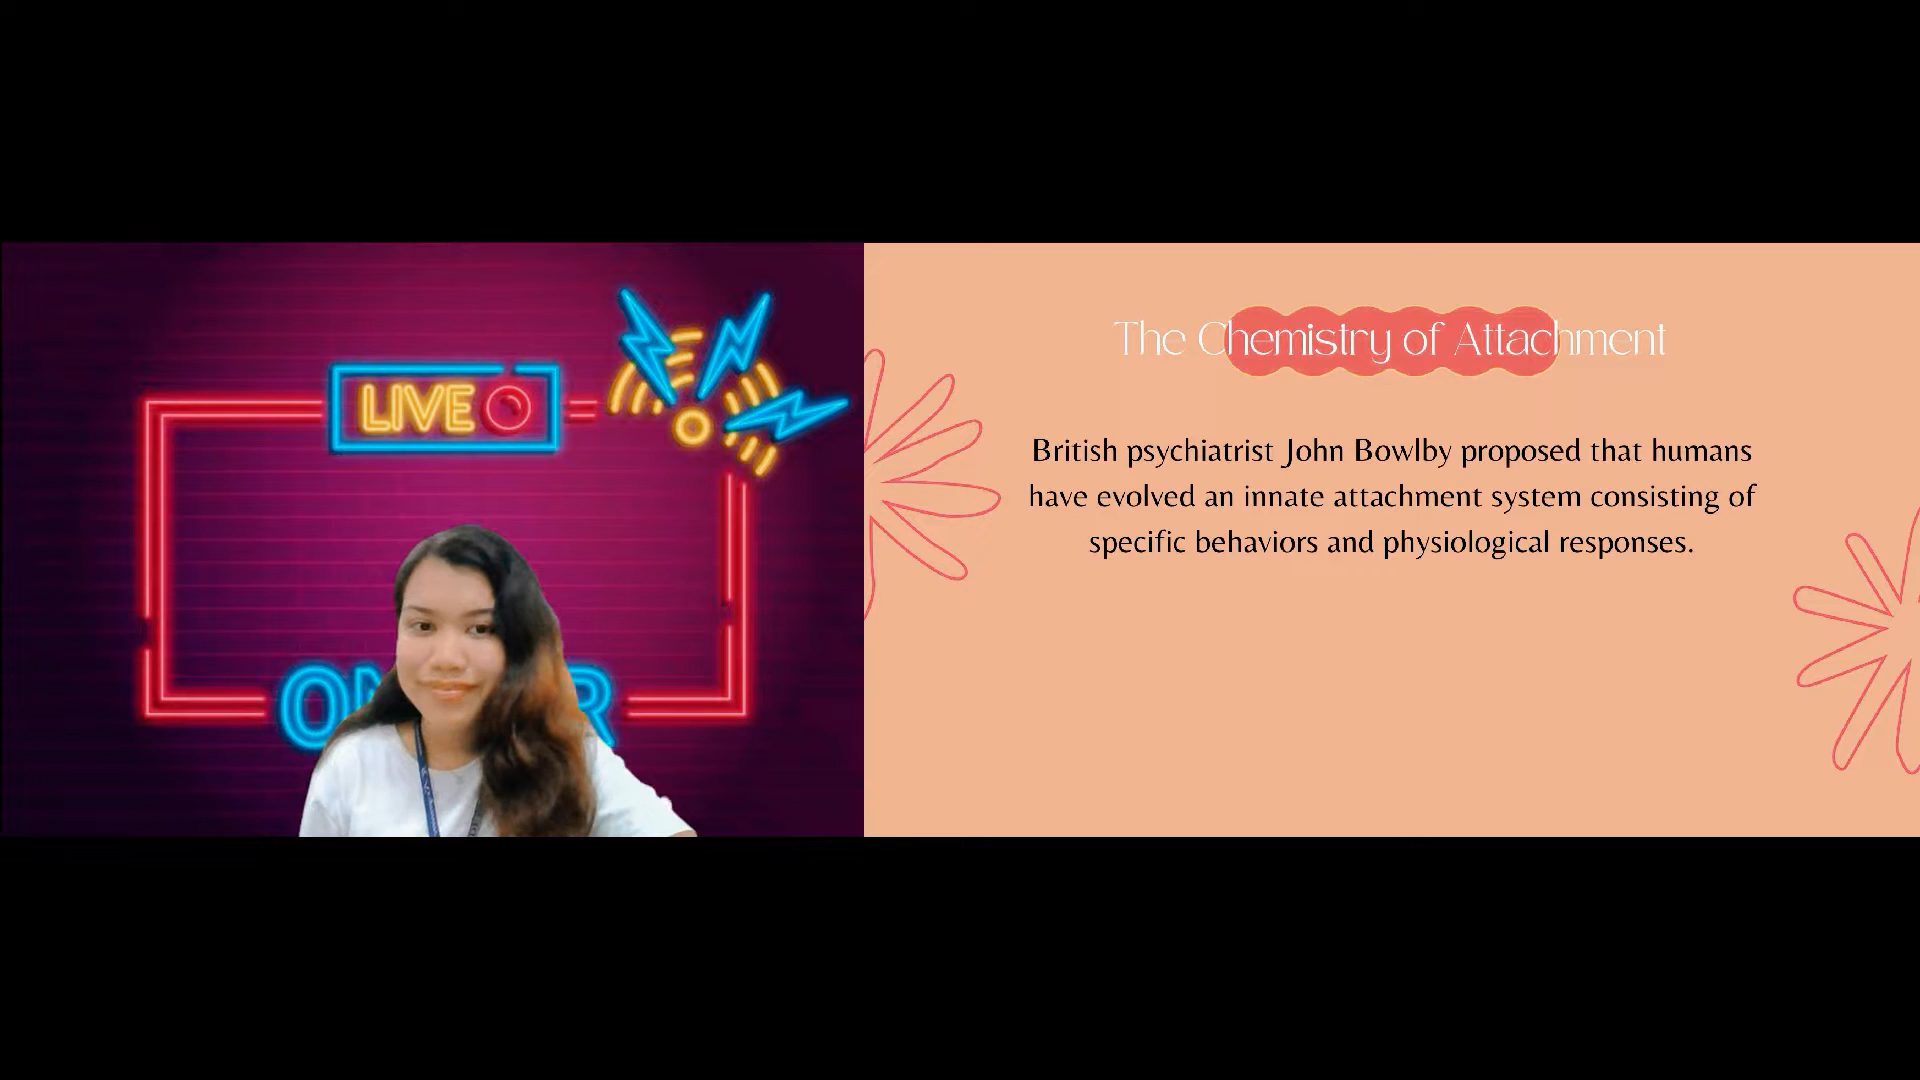 LIVE
The Chemistry of Attachment
British psychiatrist John Bowlby proposed that humans
have evolved an innate attachment system consisting of
specific behaviors and physiological responses.